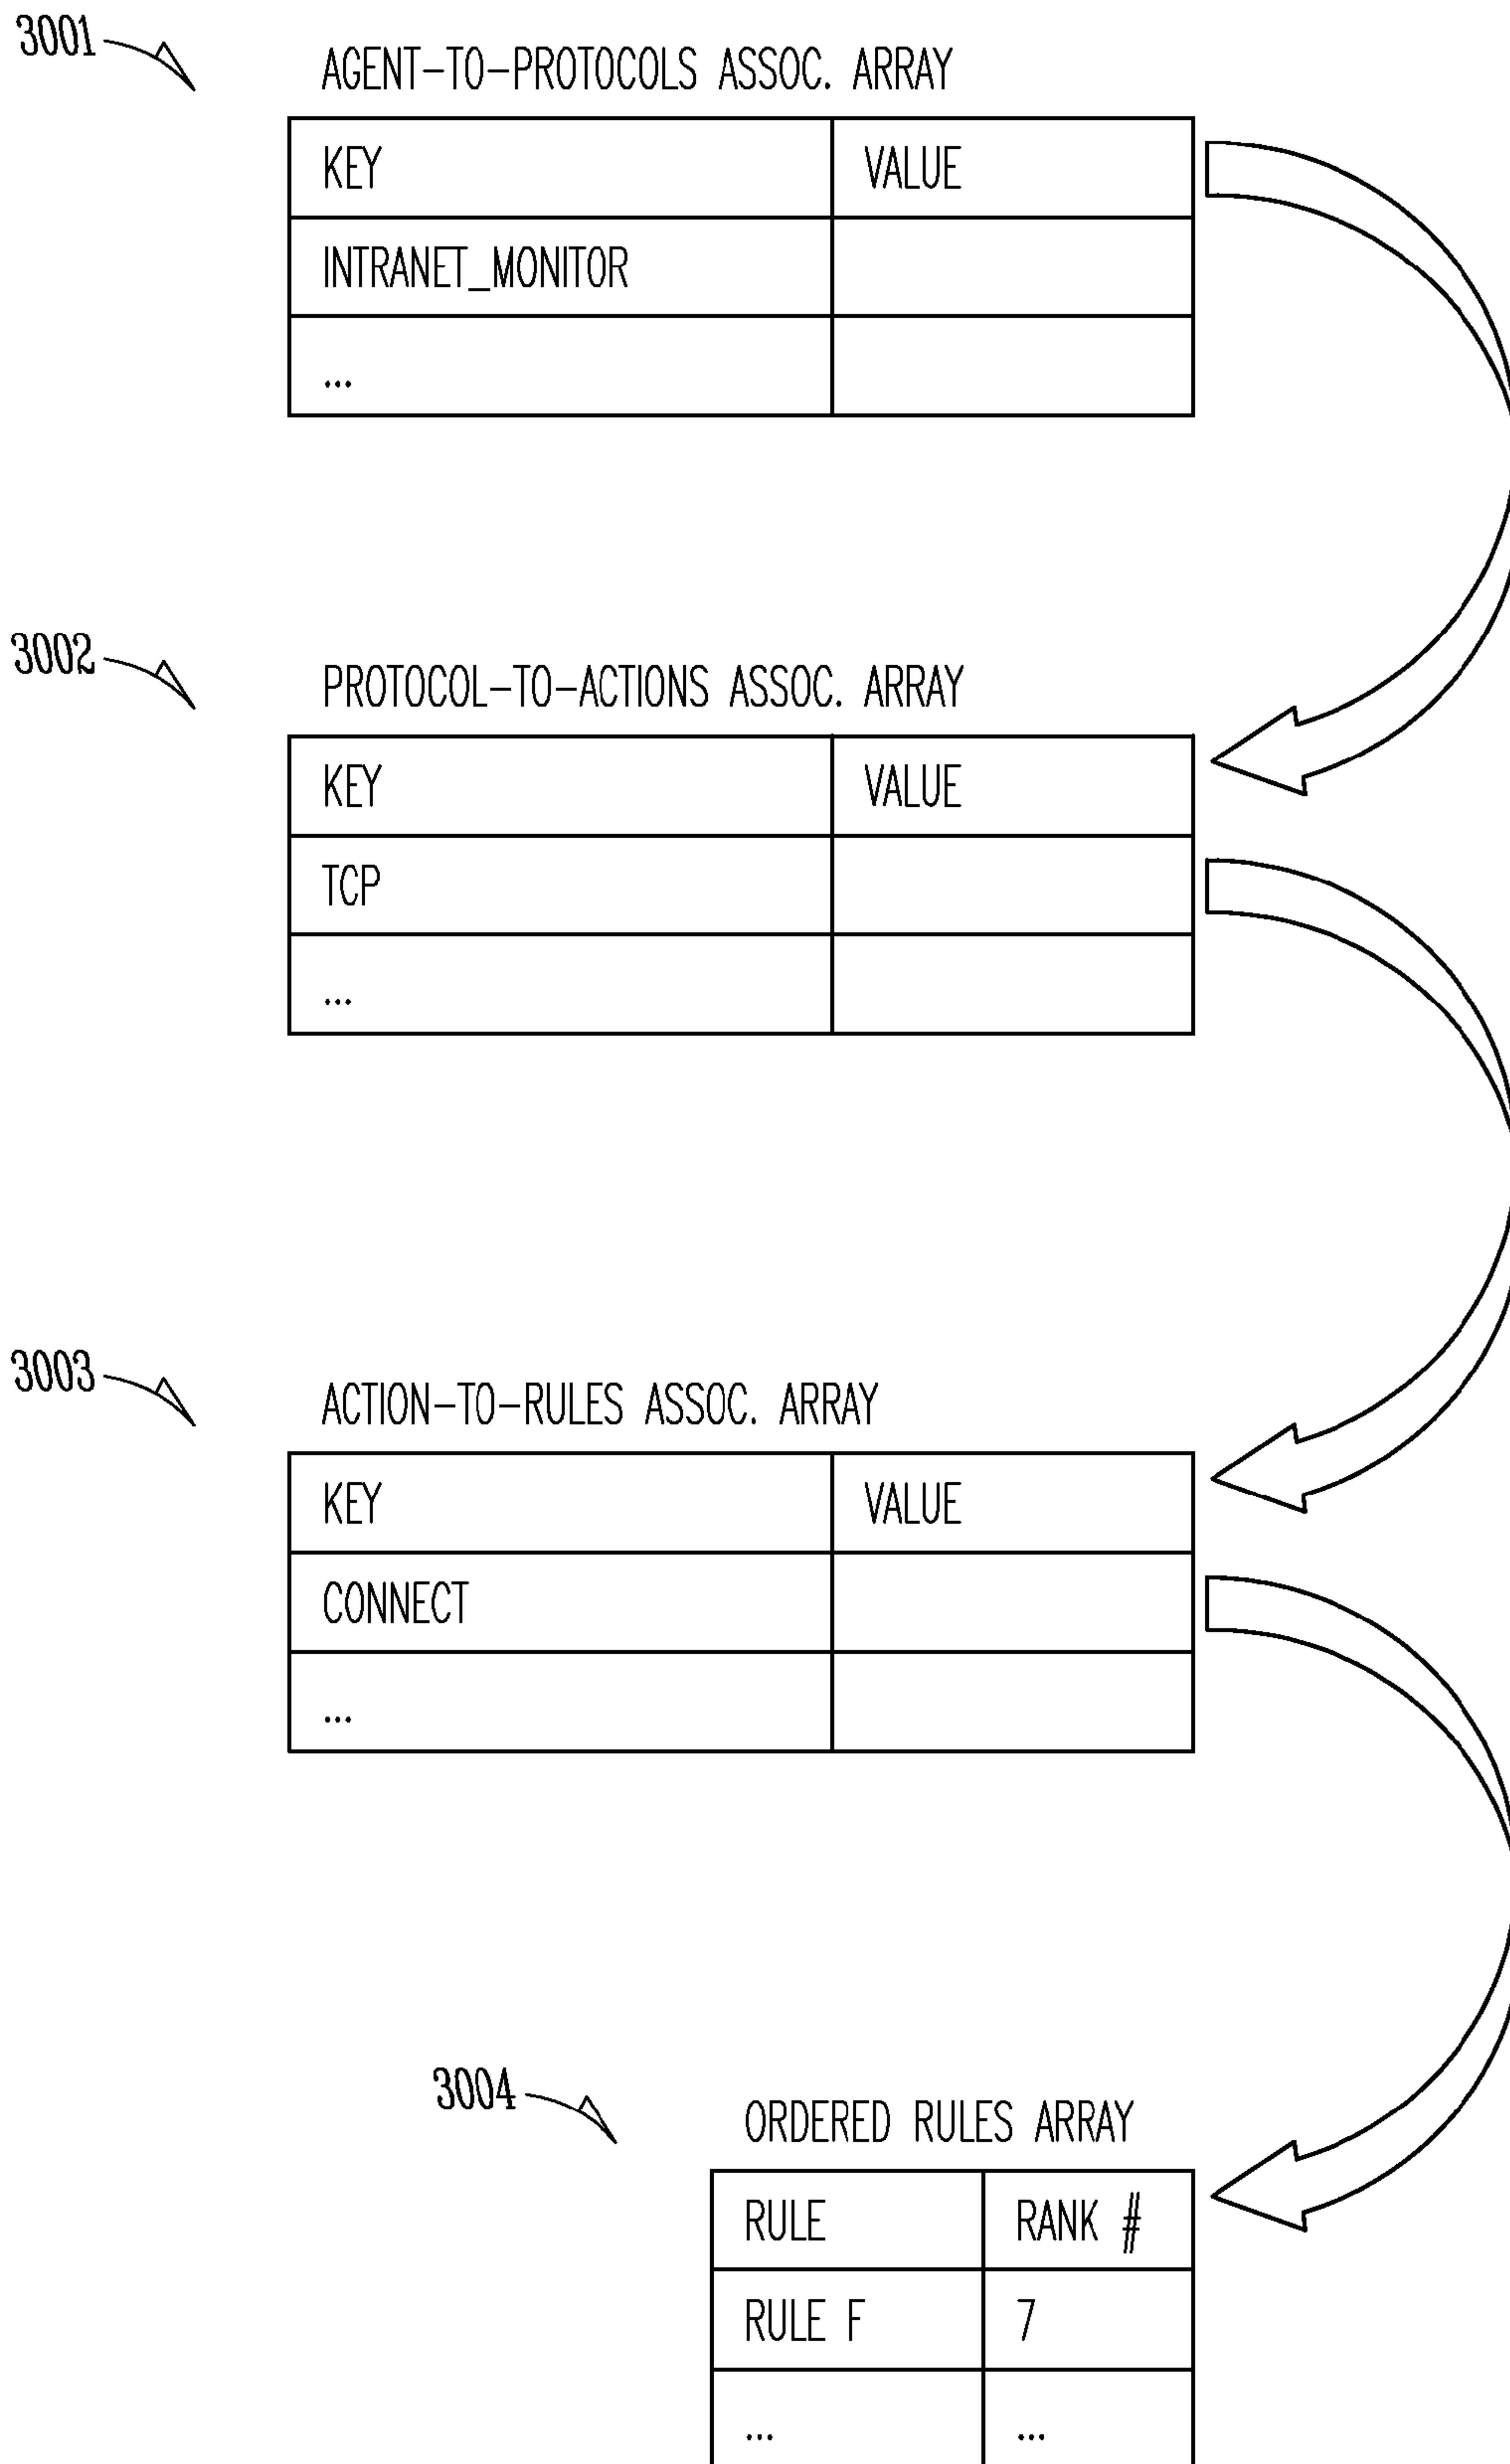 3001
AGENT-TO-PROTOCOLS ASSOC. ARRAY
KEY VALUE
INTRANET_MONITOR
...
3002
PROTOCOL-TO-ACTIONS ASSOC. ARRAY
KEY VALUE
TCP
...
3003
ACTION-TO-RULES ASSOC. ARRAY
KEY VALUE
CONNECT
...
3004
ORDERED RULES ARRAY
RULE RANK #
RULE F 7
... ...